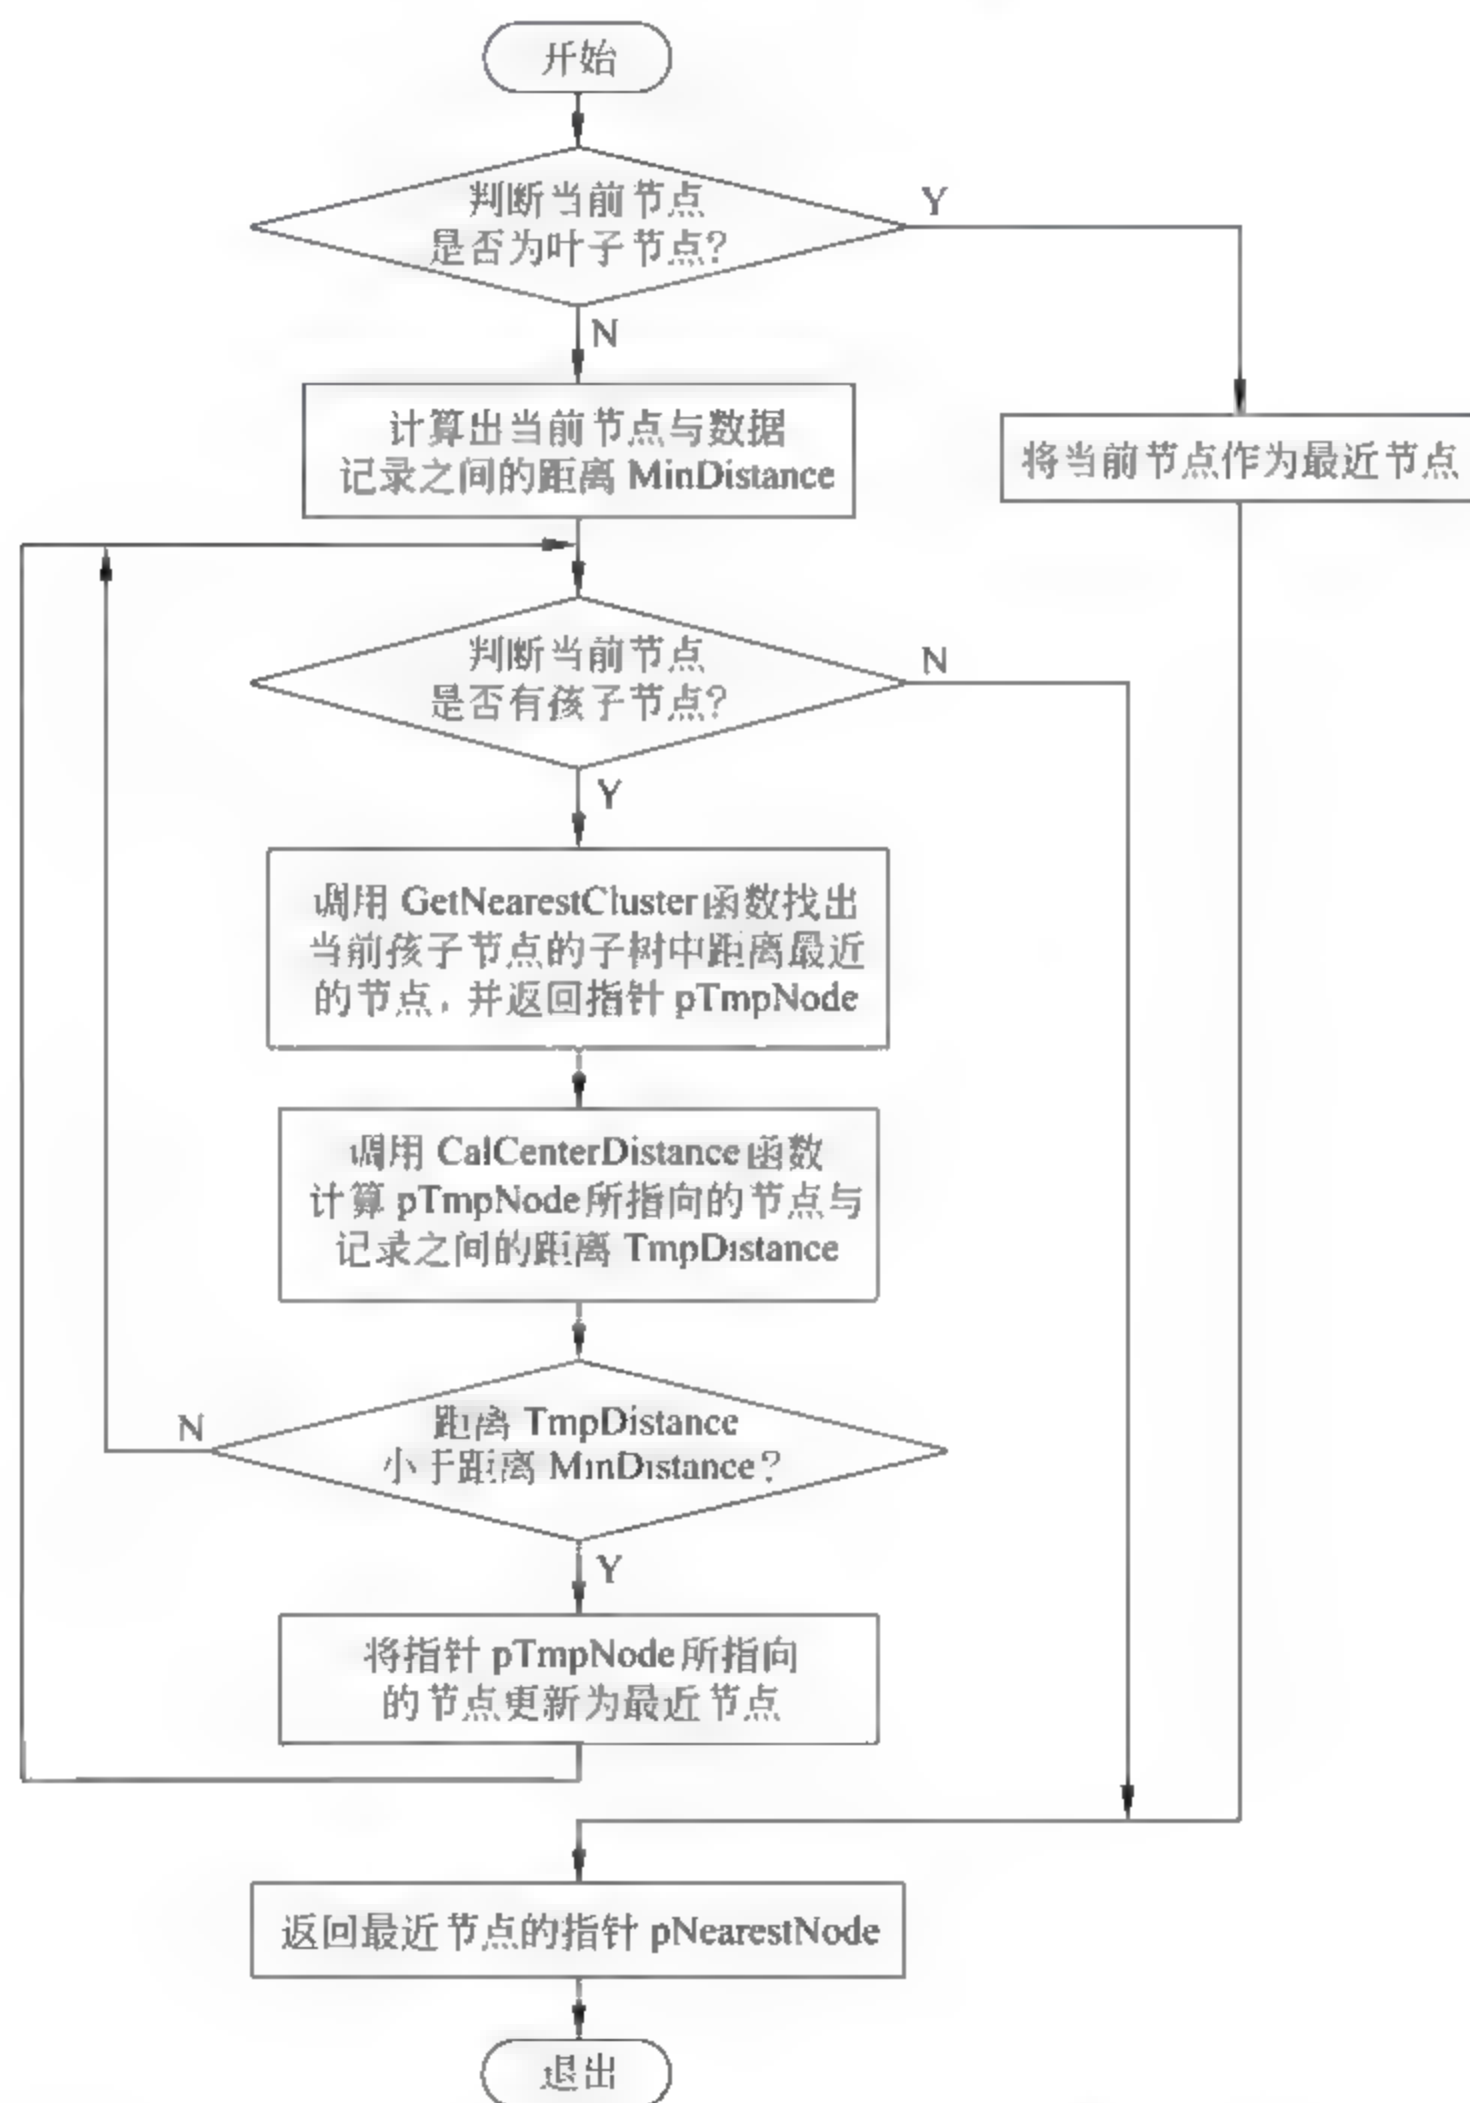 开始
判断当前节点
是否为叶子节点?
Y
N
计算出当前节点与数据
记录之间的距离 MinDistance
将当前节点作为最近节点
判断当前节点
是否有孩子节点?
N
Y
调用 GetNearestCluster 函数找出
当前孩子节点的子树中距离最近
的节点,并返回指针 pTmpNode
调用 CalCenterDistance 函数
计算 pTmpNode 所指向的节点与
记录之间的距离 TmpDistance
距离 TmpDistance
小于距离 MinDistance?
N
Y
将指针 pTmpNode 所指向
的节点更新为最近节点
返回最近节点的指针 pNearestNode
退出